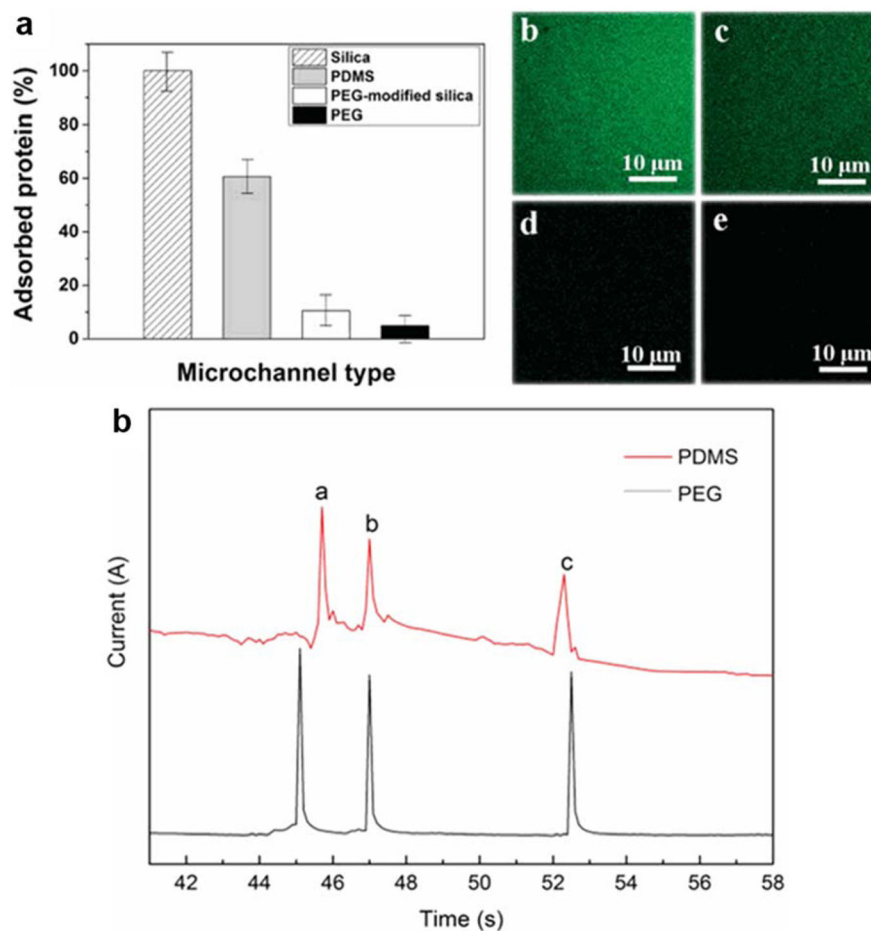 a
Adsorbed protein (%)
100
80
60
40
20
0
Silica
PDMS
PEG-modified silica
PEG
Microchannel type
b
10 μm
c
10 μm
d
10 μm
e
10 μm
b
Current (A)
PDMS
PEG
a
b
c
42 44 46 48 50 52 54 56 58
Time (s)